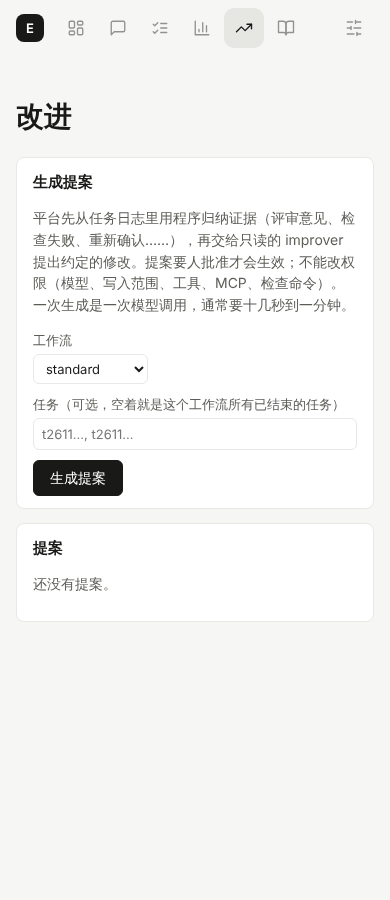 E
改进
生成提案
平台先从任务日志里用程序归纳证据（评审意见、检
查失败、重新确认……），再交给只读的 improver
提出约定的修改。提案要人批准才会生效；不能改权
限（模型、写入范围、工具、MCP、检查命令）。
一次生成是一次模型调用，通常要十几秒到一分钟。
工作流
standard
任务（可选，空着就是这个工作流所有已结束的任务）
t2611..., t2611...
生成提案
提案
还没有提案。